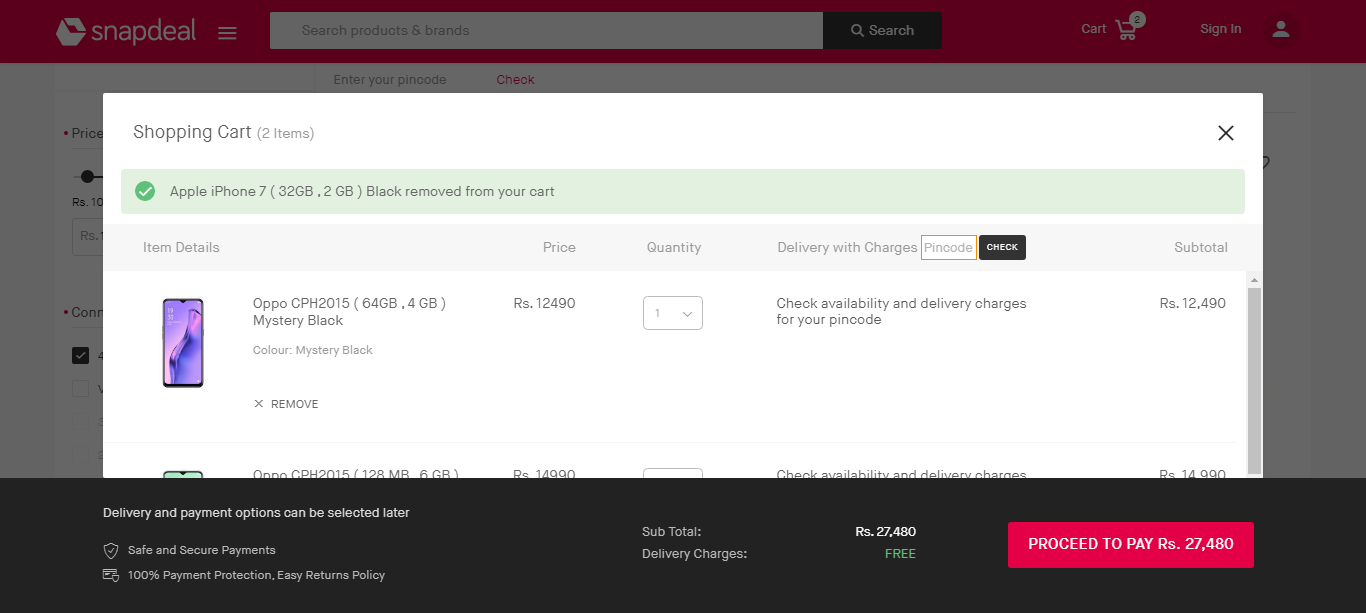 snapdeal
Search products & brands
Search
Cart
2
Sign In
Enter your pincode
Check
Shopping Cart (2 Items)
Price
Apple iPhone 7 ( 32GB , 2 GB ) Black removed from your cart
Rs. 10
Rs.1
Item Details Price Quantity Delivery with Charges Pincode CHECK Subtotal
Oppo CPH2015 ( 64GB , 4 GB )
Mystery Black
Rs. 12490
1
Check availability and delivery charges
for your pincode
Rs. 12,490
Conn
Colour: Mystery Black
4
REMOVE
Oppo CPH2015 ( 128 MB , 6 GB )
Rs. 14990
Check availability and delivery charges
Rs. 14,990
Delivery and payment options can be selected later
Safe and Secure Payments
100% Payment Protection, Easy Returns Policy
Sub Total: Rs. 27,480
Delivery Charges: FREE
PROCEED TO PAY Rs. 27,480